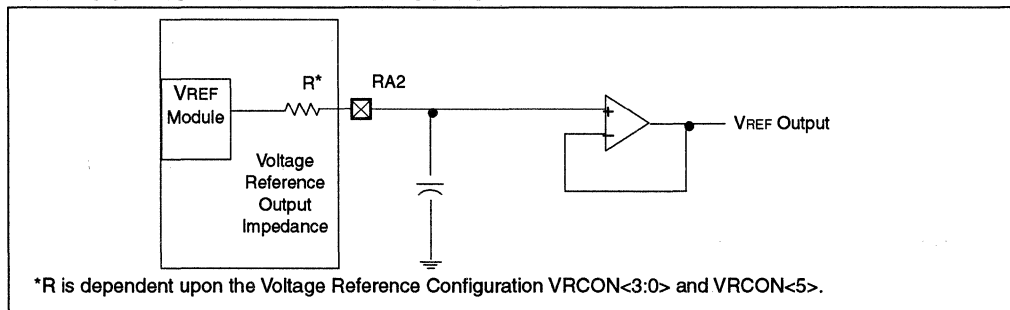 VREF
Module
R*
RA2
Voltage
Reference
Output
Impedance
+
−
VREF Output
*R is dependent upon the Voltage Reference Configuration VRCON<3:0> and VRCON<5>.